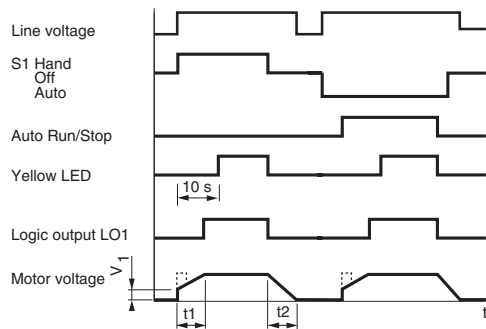 Line voltage
S1 Hand
Off
Auto
Auto Run/Stop
Yellow LED
10 s
Logic output LO1
Motor voltage
V1
t
t1
t2